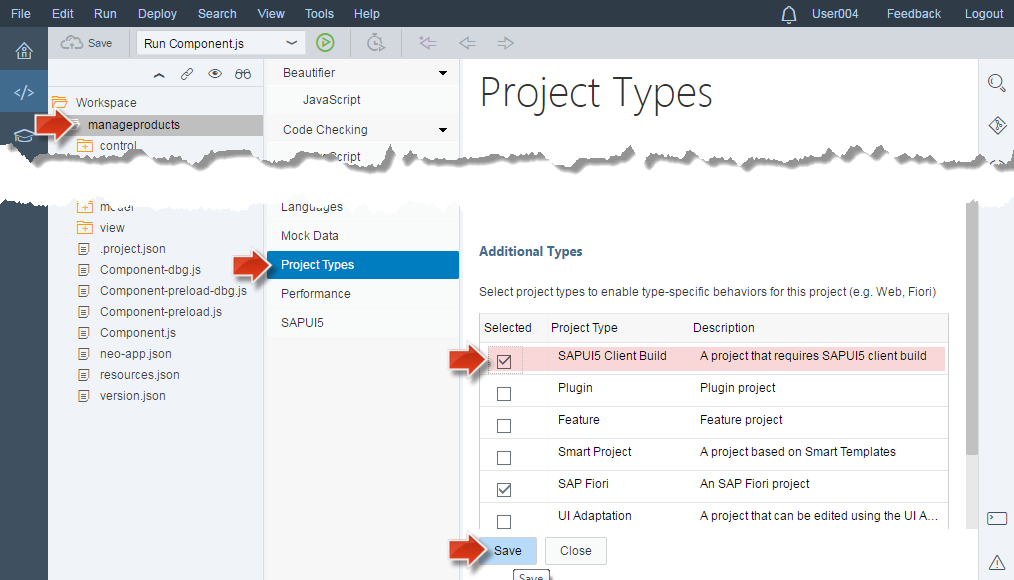 File Edit Run Deploy Search View Tools Help User004 Feedback Logout
Save Run Component.js
Workspace
manageproducts
control
model
view
.project.json
Component-dbg.js
Component-preload-dbg.js
Component-preload.js
Component.js
neo-app.json
resources.json
version.json
Beautifier
JavaScript
Code Checking
Languages
Mock Data
Project Types
Performance
SAPUI5
Project Types
Additional Types
Select project types to enable type-specific behaviors for this project (e.g. Web, Fiori)
Selected Project Type Description
SAPUI5 Client Build A project that requires SAPUI5 client build
Plugin Plugin project
Feature Feature project
Smart Project A project based on Smart Templates
SAP Fiori An SAP Fiori project
UI Adaptation A project that can be edited using the UI A...
Save Close
Save